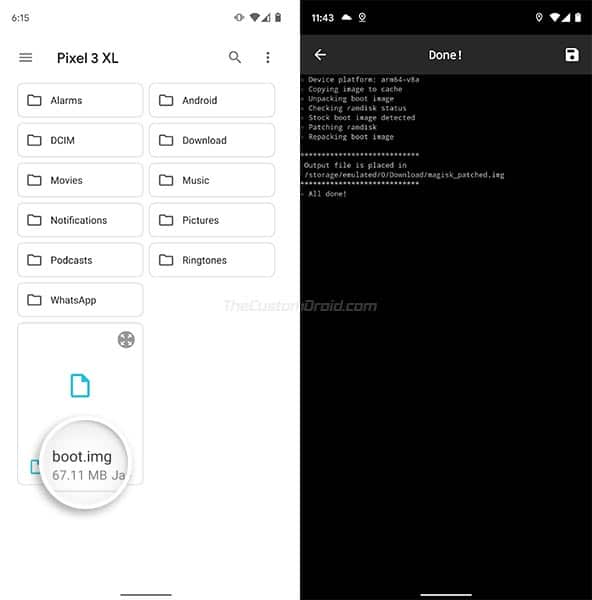 6:15
Pixel 3 XL
Alarms
Android
DCIM
Download
Movies
Music
Notifications
Pictures
Podcasts
Ringtones
WhatsApp
boot.img
67.11 MB Ja
11:43
Done!
- Device platform: arm64-v8a
- Copying image to cache
- Unpacking boot image
- Checking ramdisk status
- Stock boot image detected
- Patching ramdisk
- Repacking boot image
****************************
Output file is placed in
/storage/emulated/0/Download/magisk_patched.img
****************************
- All done!
TheCustomDroid.com